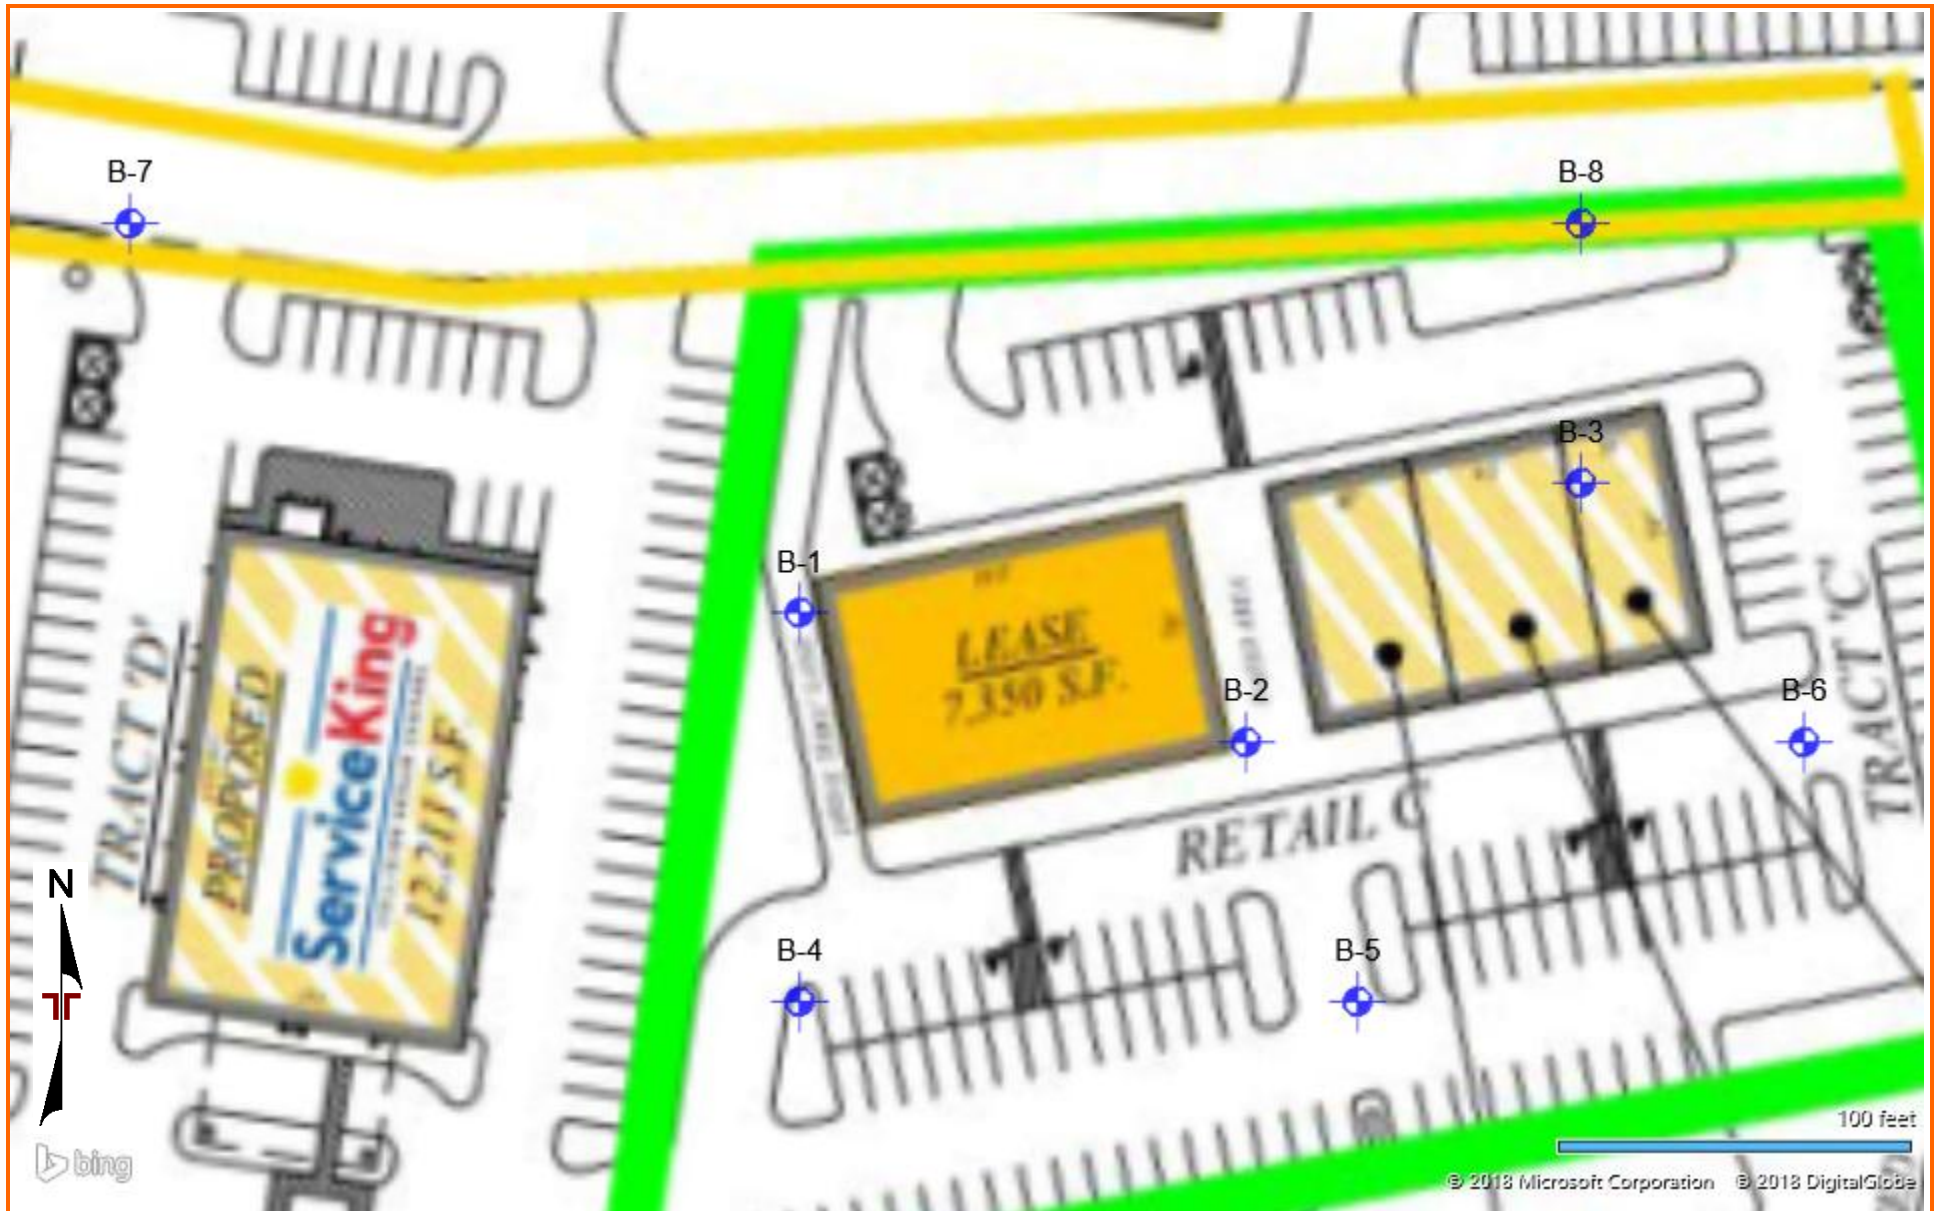 B-7
B-8
B-3
B-1
LEASE
7,350 S.F.
B-2
B-6
TRACT 'D'
PROPOSED
ServiceKing
12,211 S.F.
TRACT 'C'
RETAIL C
N
B-4
B-5
100 feet
bing
© 2018 Microsoft Corporation © 2018 DigitalGlobe